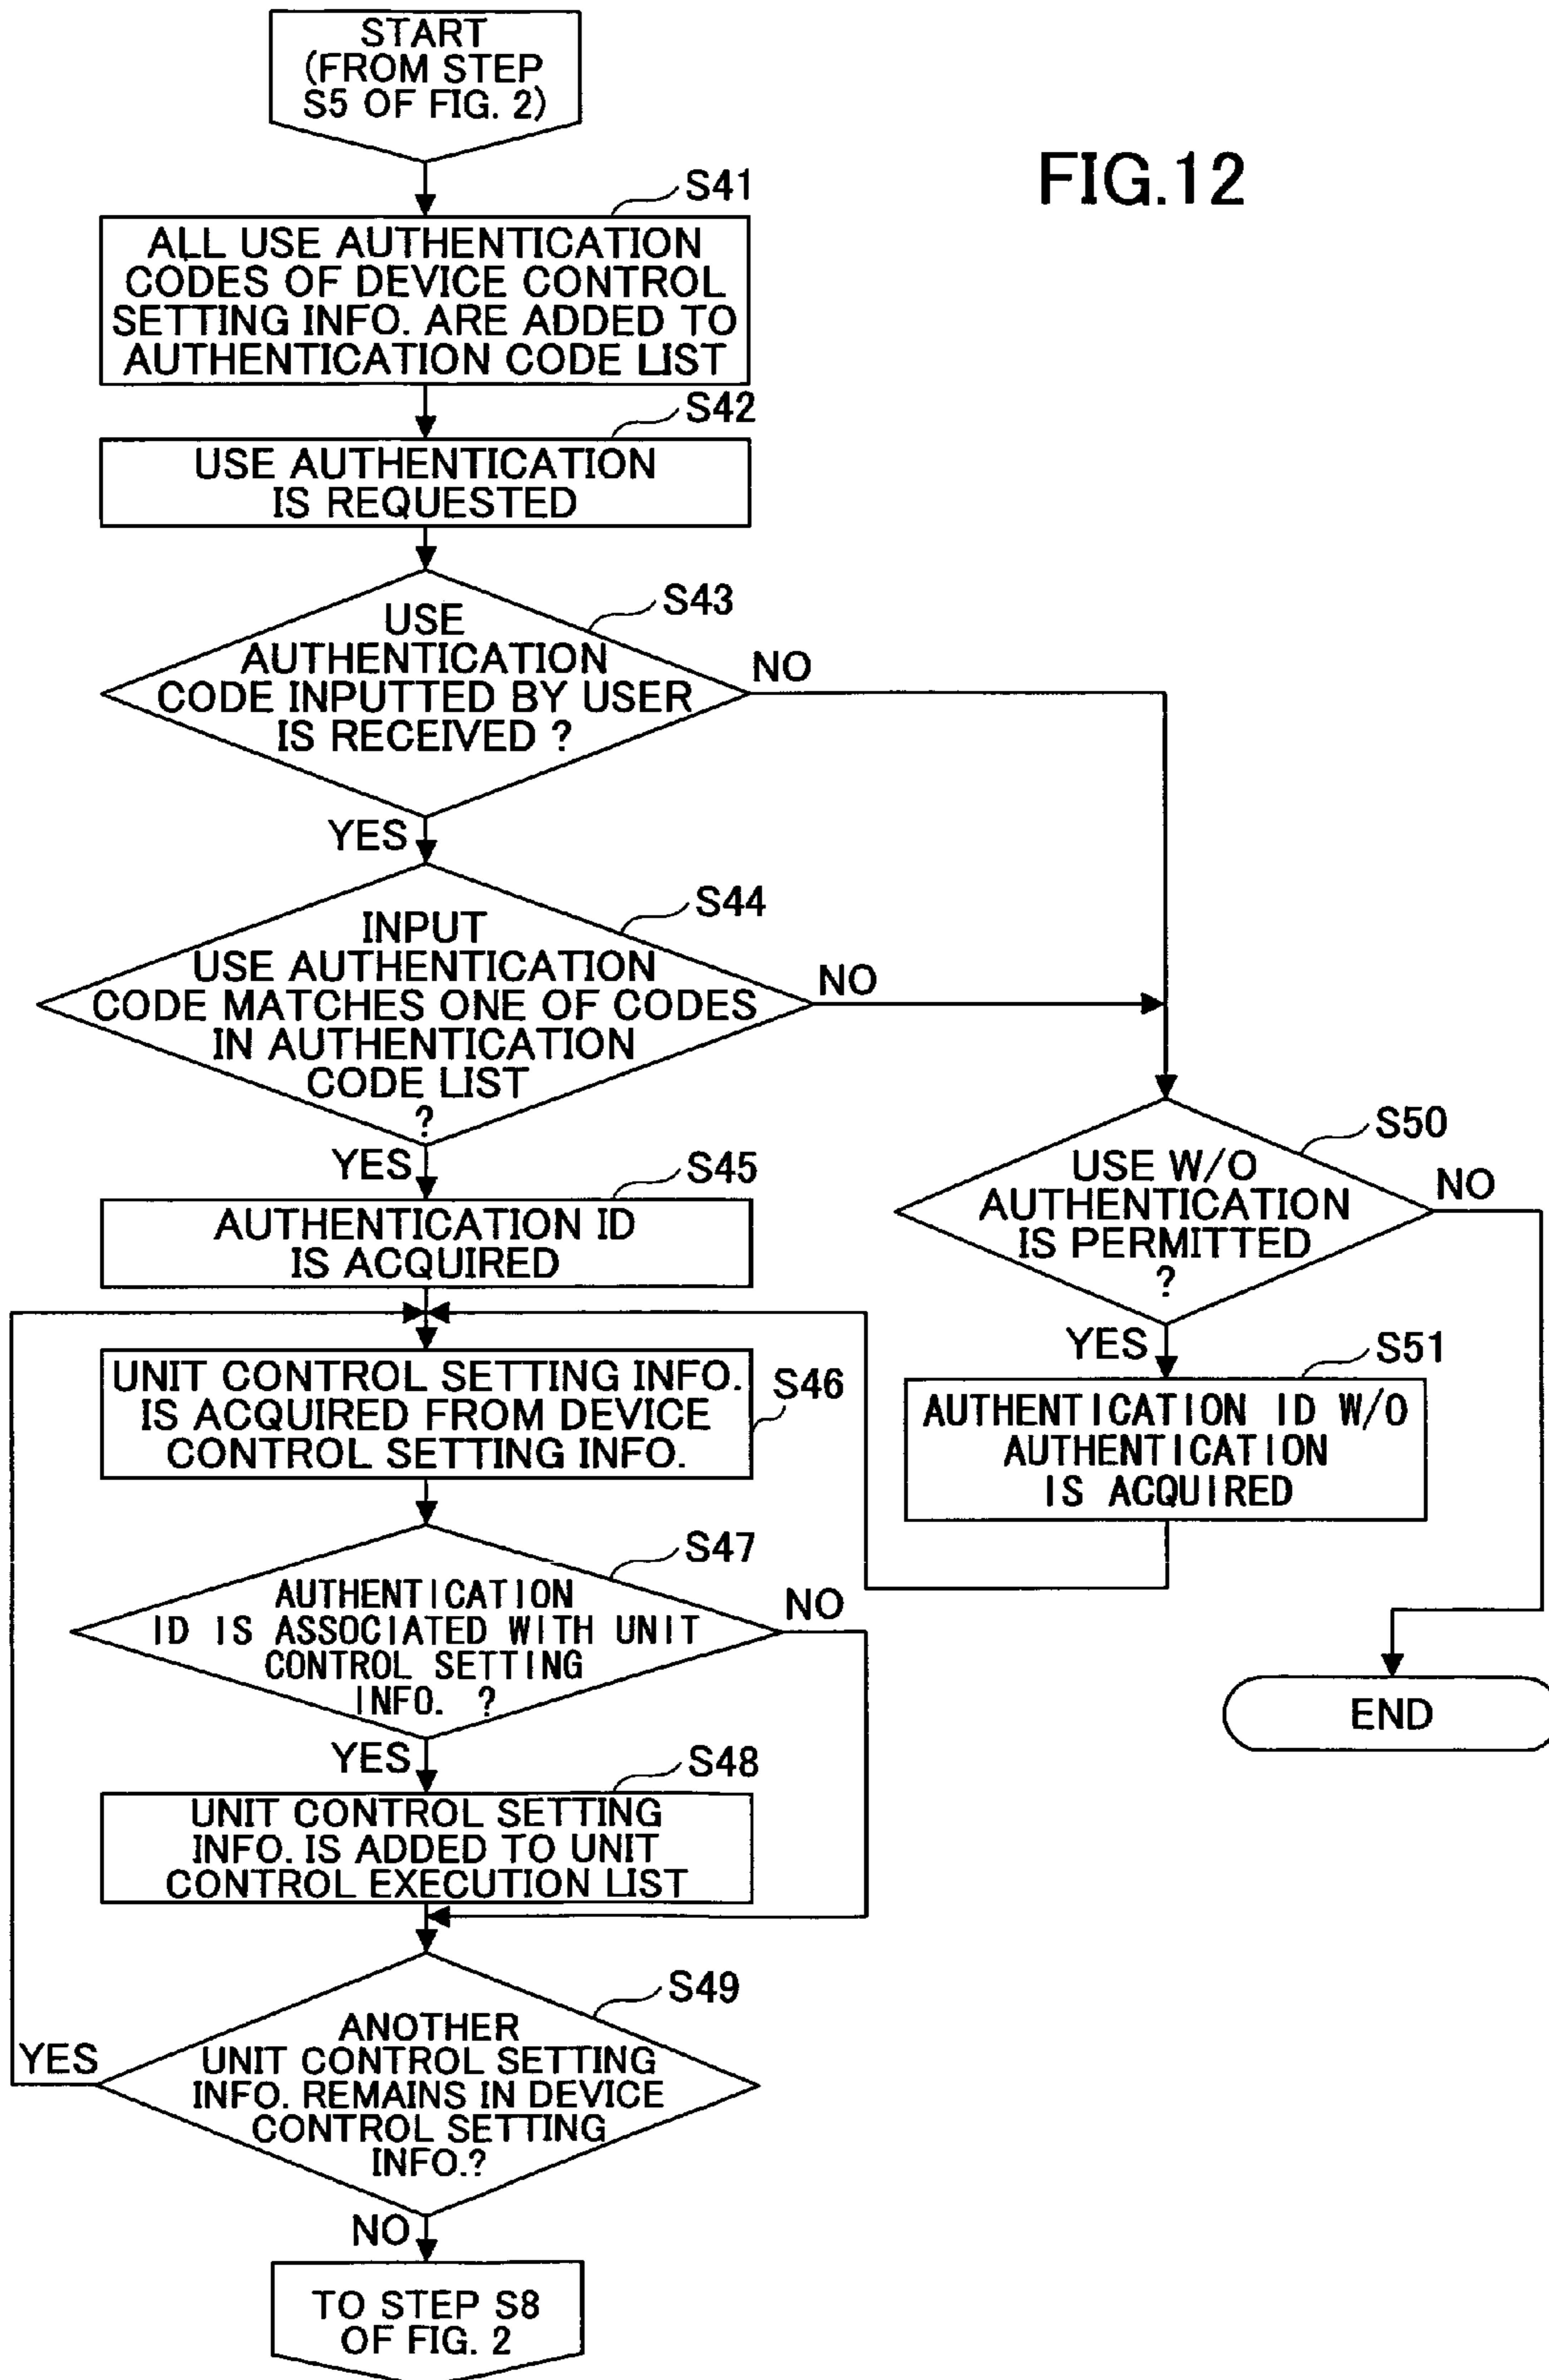 START
(FROM STEP
S5 OF FIG. 2)
FIG.12
S41
ALL USE AUTHENTICATION
CODES OF DEVICE CONTROL
SETTING INFO. ARE ADDED TO
AUTHENTICATION CODE LIST
S42
USE AUTHENTICATION
IS REQUESTED
S43
USE
AUTHENTICATION
CODE INPUTTED BY USER
IS RECEIVED ?
NO
YES
S44
INPUT
USE AUTHENTICATION
CODE MATCHES ONE OF CODES
IN AUTHENTICATION
CODE LIST
?
NO
YES
S45
AUTHENTICATION ID
IS ACQUIRED
S50
USE W/O
AUTHENTICATION
IS PERMITTED
?
NO
YES
S51
AUTHENTICATION ID W/O
AUTHENTICATION
IS ACQUIRED
END
S46
UNIT CONTROL SETTING INFO.
IS ACQUIRED FROM DEVICE
CONTROL SETTING INFO.
S47
AUTHENTICATION
ID IS ASSOCIATED WITH UNIT
CONTROL SETTING
INFO. ?
NO
YES
S48
UNIT CONTROL SETTING
INFO. IS ADDED TO UNIT
CONTROL EXECUTION LIST
S49
ANOTHER
UNIT CONTROL SETTING
INFO. REMAINS IN DEVICE
CONTROL SETTING
INFO.?
YES
NO
TO STEP S8
OF FIG. 2